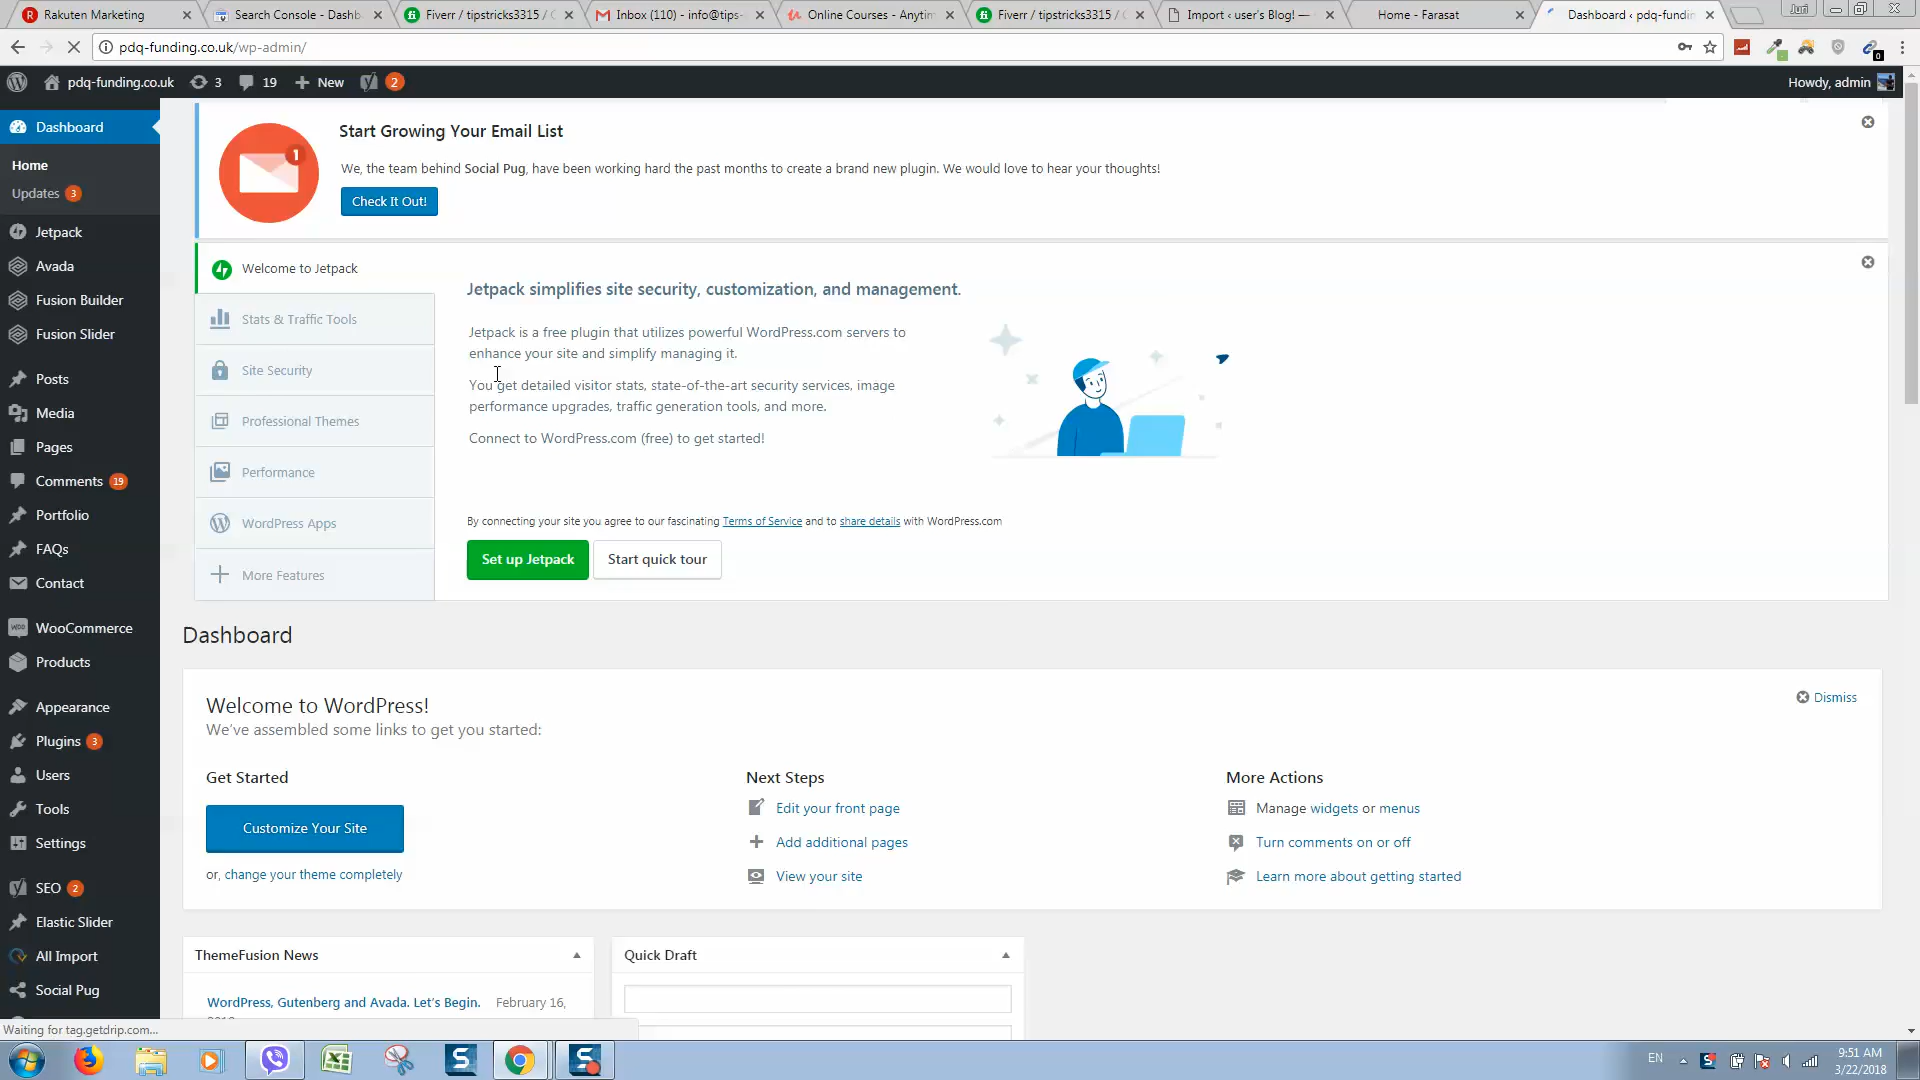 Rakuten Marketing
Search Console - Dashb
Fiverr / tipstricks3315 / C
Inbox (110) - info@tips-
Online Courses - Anytim
Fiverr / tipstricks3315 / C
Import ‹ user's Blog! —
Home - Farasat
Dashboard ‹ pdq-fundin
Juri
pdq-funding.co.uk/wp-admin/
0
pdq-funding.co.uk
3
19
New
2
Howdy, admin
Dashboard
Home
Updates 3
Jetpack
Avada
Fusion Builder
Fusion Slider
Posts
Media
Pages
Comments 19
Portfolio
FAQs
Contact
WooCommerce
Products
Appearance
Plugins 3
Users
Tools
Settings
SEO 2
Elastic Slider
All Import
Social Pug
1
Start Growing Your Email List
We, the team behind Social Pug, have been working hard the past months to create a brand new plugin. We would love to hear your thoughts!
Check It Out!
Welcome to Jetpack
Stats & Traffic Tools
Site Security
Professional Themes
Performance
WordPress Apps
More Features
Jetpack simplifies site security, customization, and management.
Jetpack is a free plugin that utilizes powerful WordPress.com servers to
enhance your site and simplify managing it.
You get detailed visitor stats, state-of-the-art security services, image
performance upgrades, traffic generation tools, and more.
Connect to WordPress.com (free) to get started!
By connecting your site you agree to our fascinating Terms of Service and to share details with WordPress.com
Set up Jetpack
Start quick tour
Dashboard
Welcome to WordPress!
We've assembled some links to get you started:
Dismiss
Get Started
Customize Your Site
or, change your theme completely
Next Steps
Edit your front page
Add additional pages
View your site
More Actions
Manage widgets or menus
Turn comments on or off
Learn more about getting started
ThemeFusion News
WordPress, Gutenberg and Avada. Let's Begin. February 16,
Quick Draft
Waiting for tag.getdrip.com...
EN
9:51 AM
3/22/2018